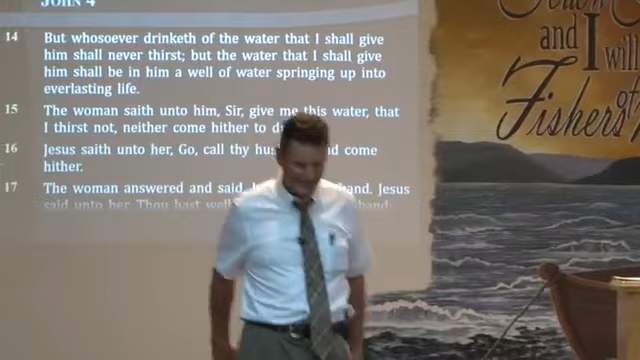 JOHN 4
14 But whosoever drinketh of the water that I shall give
him shall never thirst; but the water that I shall give
him shall be in him a well of water springing up into
everlasting life.
15 The woman saith unto him, Sir, give me this water, that
I thirst not, neither come hither to
16 Jesus saith unto her, Go, call thy come
hither.
17 The woman answered and said, Jesus
said unto her, Thou hast well
and I will
Fishers